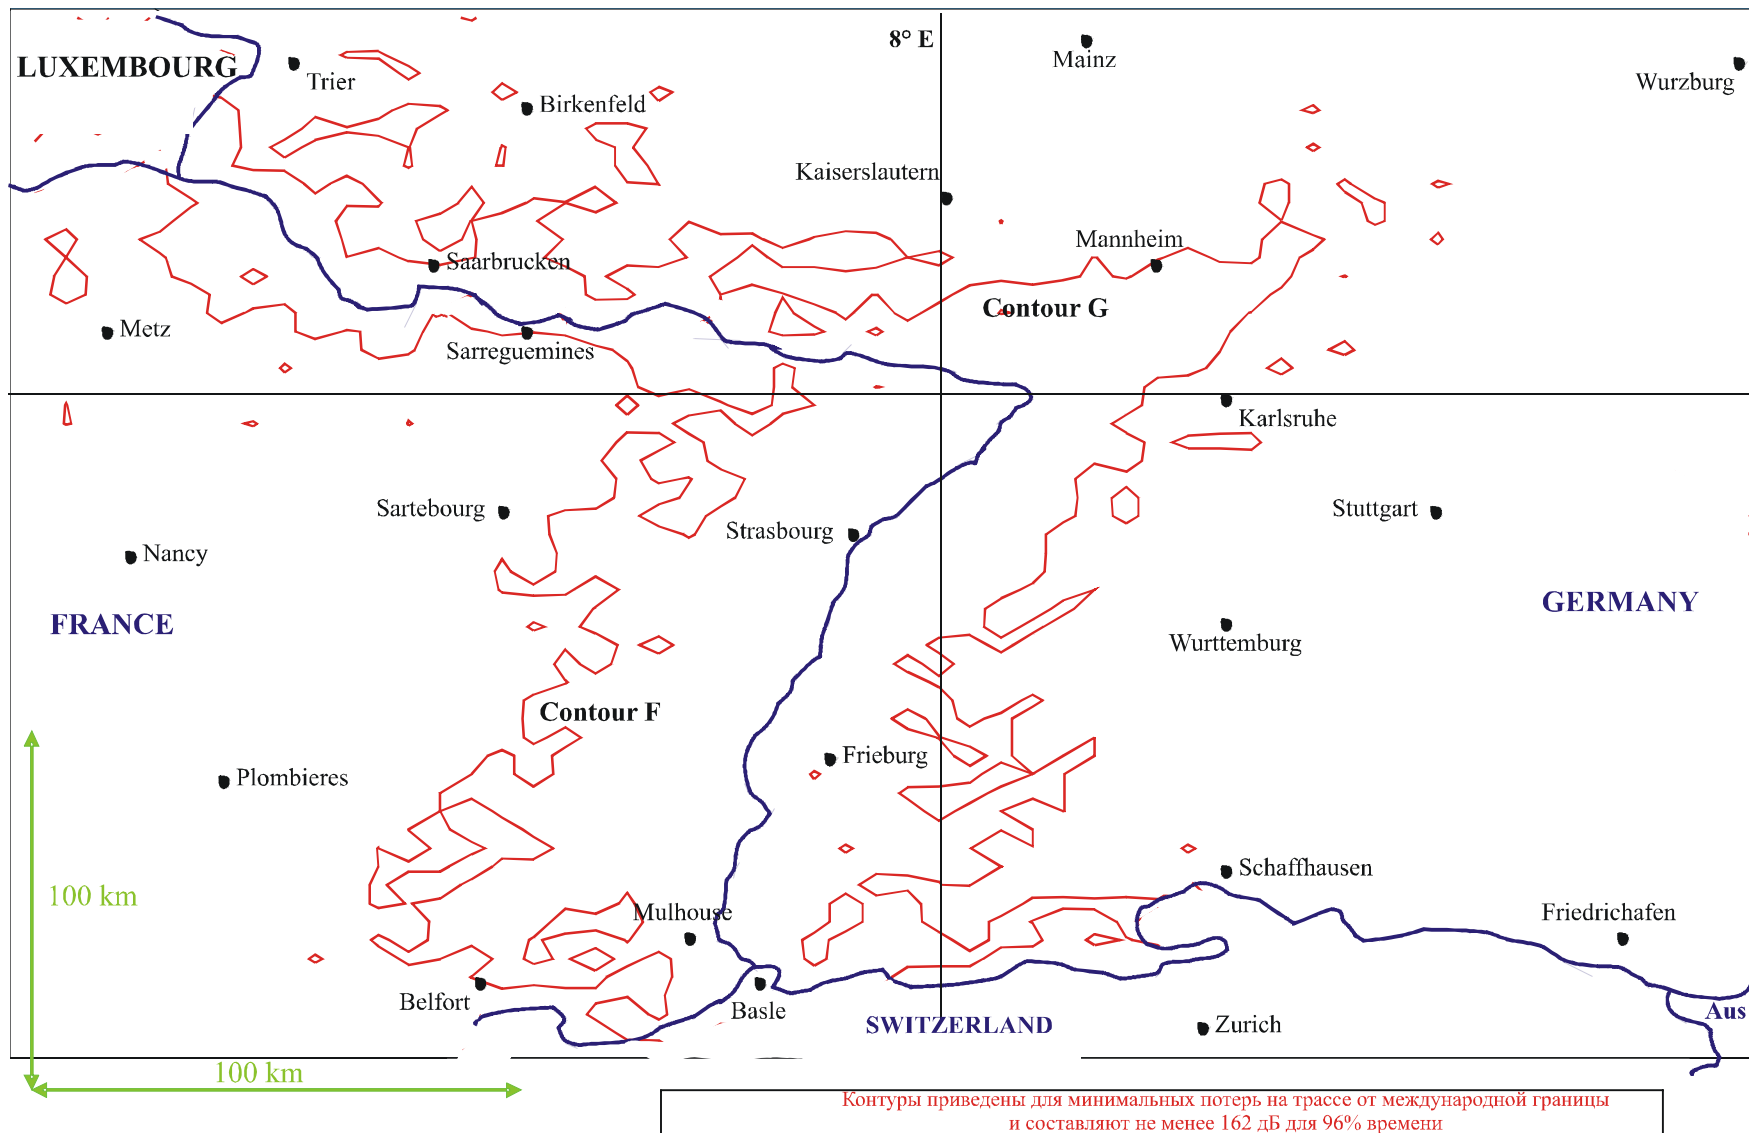 8° E
Mainz
LUXEMBOURG
Trier
Wurzburg
Birkenfeld
Kaiserslautern
Mannheim
Saarbrucken
Contour G
Metz
Sarreguemines
Karlsruhe
Sartebourg
Stuttgart
Strasbourg
Nancy
GERMANY
FRANCE
Wurttemburg
Contour F
Frieburg
Plombieres
Schaffhausen
100 km
Mulhouse
Friedrichafen
Belfort
Basle
Aus
SWITZERLAND
Zurich
100 km
Контуры приведены для минимальных потерь на трассе от международной границы
и составляют не менее 162 дБ для 96% времени